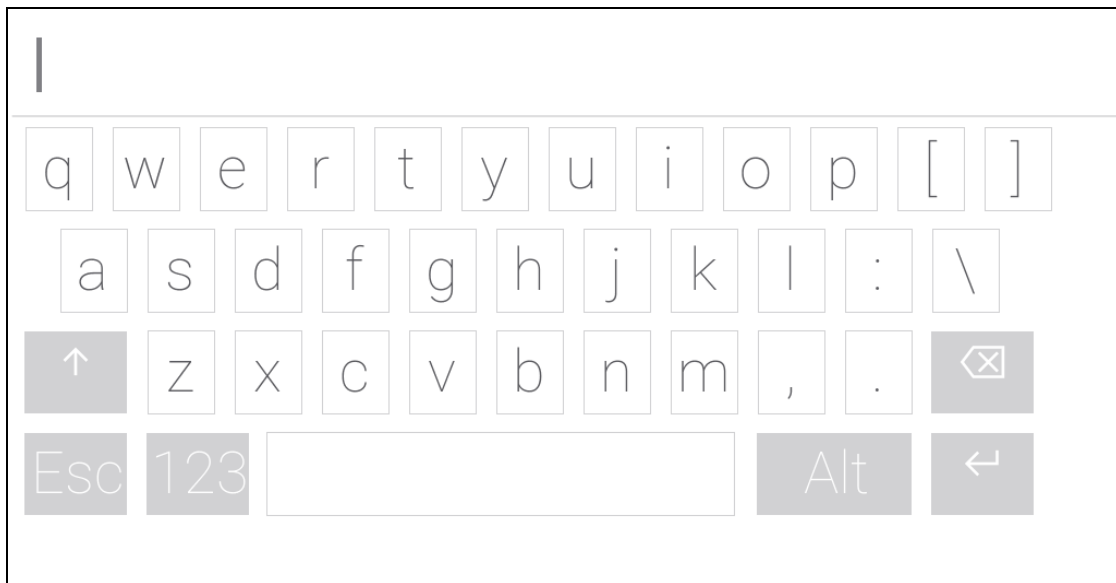 q w e r t y u i o p [ ]
a s d f g h j k l : \
↑ z x c v b n m , . ⌫
Esc 123 Alt ↵